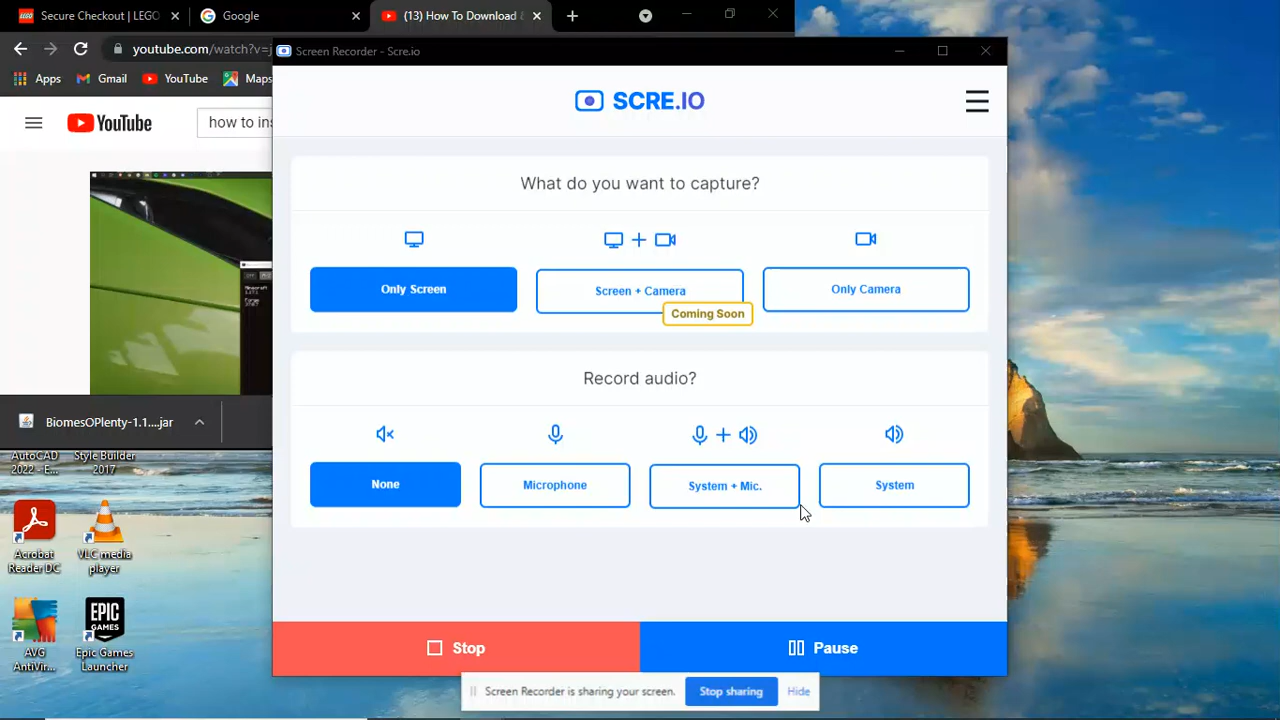 Secure Checkout | LEGO
Google
(13) How To Download &
youtube.com/watch?v=j
Apps
Gmail
YouTube
Maps
Screen Recorder - Scre.io
SCRE.IO
YouTube
how to ins
What do you want to capture?
Only Screen
Screen + Camera
Only Camera
Coming Soon
Record audio?
BiomesOPlenty-1.1....jar
None
Microphone
System + Mic.
System
AutoCAD
2022 - E...
Style Builder
2017
Acrobat
Reader DC
VLC media
player
EPIC
GAMES
AVG
AntiVir...
Epic Games
Launcher
Stop
Pause
Screen Recorder is sharing your screen.
Stop sharing
Hide